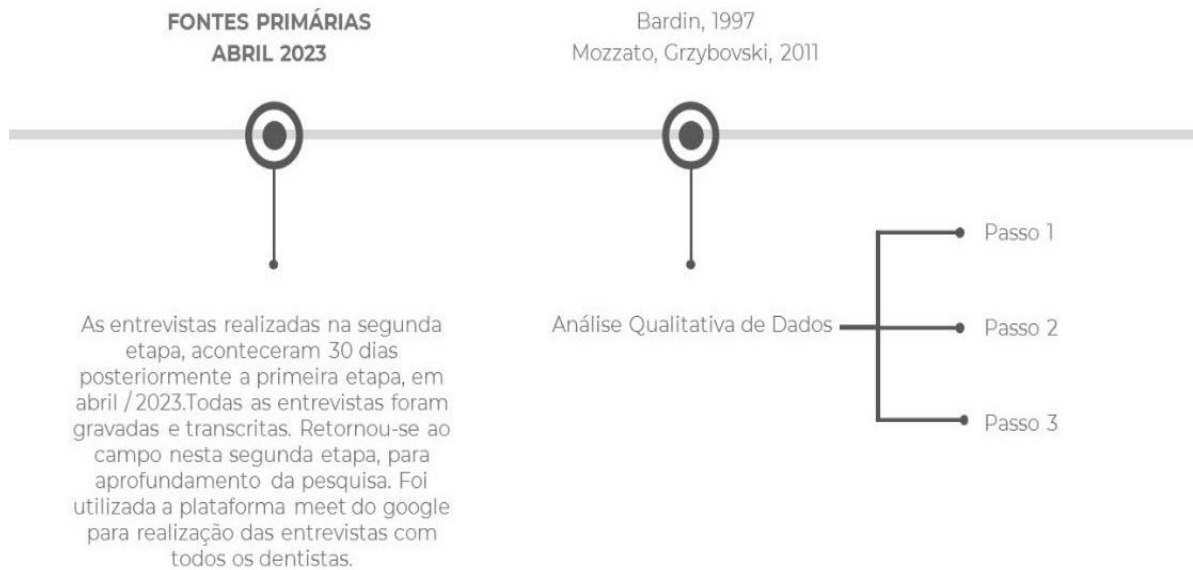 FONTES PRIMÁRIAS
ABRIL 2023
As entrevistas realizadas na segunda
etapa, aconteceram 30 dias
posteriormente a primeira etapa, em
abril / 2023.Todas as entrevistas foram
gravadas e transcritas. Retornou-se ao
campo nesta segunda etapa, para
aprofundamento da pesquisa. Foi
utilizada a plataforma meet do google
para realização das entrevistas com
todos os dentistas.
Bardin, 1997
Mozzato, Grzybovski, 2011
Análise Qualitativa de Dados
Passo 1
Passo 2
Passo 3